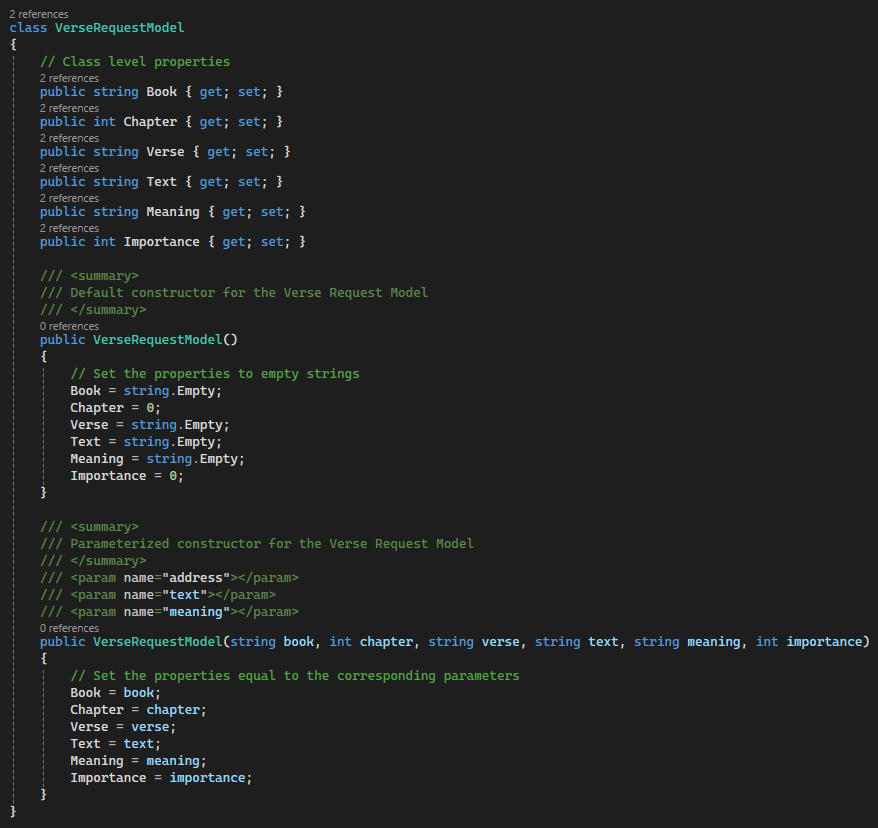 2 references
class VerseRequestModel
{
// Class level properties
2 references
public string Book { get; set; }
2 references
public int Chapter { get; set; }
2 references
public string Verse { get; set; }
2 references
public string Text { get; set; }
2 references
public string Meaning { get; set; }
2 references
public int Importance { get; set; }
/// <summary>
/// Default constructor for the Verse Request Model
/// </summary>
0 references
public VerseRequestModel()
{
// Set the properties to empty strings
Book = string.Empty;
Chapter = 0;
Verse = string.Empty;
Text = string.Empty;
Meaning = string.Empty;
Importance = 0;
}
/// <summary>
/// Parameterized constructor for the Verse Request Model
/// </summary>
/// <param name="address"></param>
/// <param name="text"></param>
/// <param name="meaning"></param>
0 references
public VerseRequestModel(string book, int chapter, string verse, string text, string meaning, int importance)
{
// Set the properties equal to the corresponding parameters
Book = book;
Chapter = chapter;
Verse = verse;
Text = text;
Meaning = meaning;
Importance = importance;
}
}